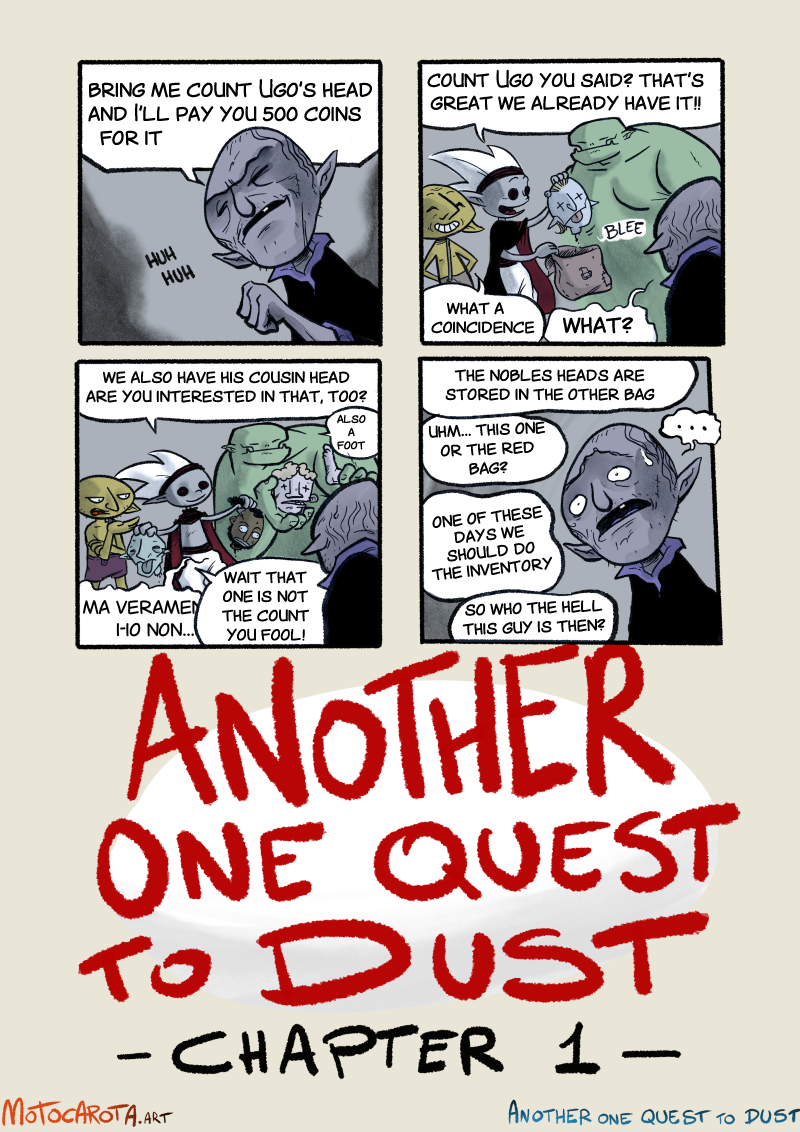 BRING ME COUNT UGO'S HEAD
AND I'LL PAY YOU 500 COINS
FOR IT
HUH
HUH
COUNT UGO YOU SAID? THAT'S
GREAT WE ALREADY HAVE IT!!
BLEE
WHAT A
COINCIDENCE
WHAT?
WE ALSO HAVE HIS COUSIN HEAD
ARE YOU INTERESTED IN THAT, TOO?
ALSO
A
FOOT
MA VERAMEN
I-IO NON...
WAIT THAT
ONE IS NOT
THE COUNT
YOU FOOL!
THE NOBLES HEADS ARE
STORED IN THE OTHER BAG
...
UHM... THIS ONE
OR THE RED
BAG?
ONE OF THESE
DAYS WE
SHOULD DO
THE INVENTORY
SO WHO THE HELL
THIS GUY IS THEN?
ANOTHER
ONE QUEST
TO DUST
- CHAPTER 1 -
MOTOCAROTA.ART
ANOTHER ONE QUEST TO DUST